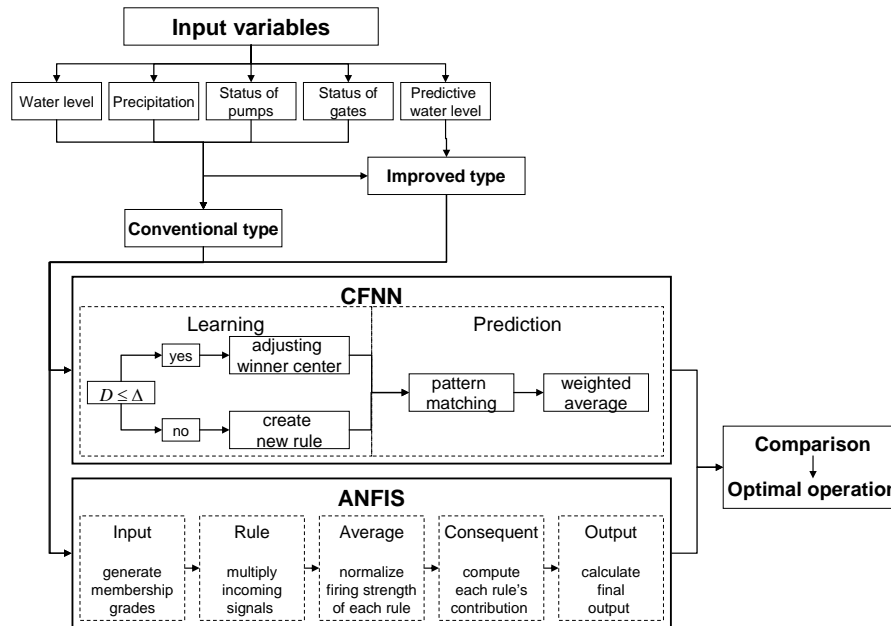 Input variables
Water level
Precipitation
Status of
pumps
Status of
gates
Predictive
water level
Improved type
Conventional type
CFNN
Learning
Prediction
D ≤ Δ
yes
adjusting
winner center
no
create
new rule
pattern
matching
weighted
average
Comparison
Optimal operation
ANFIS
Input
generate
membership
grades
Rule
multiply
incoming
signals
Average
normalize
firing strength
of each rule
Consequent
compute
each rule's
contribution
Output
calculate
final
output